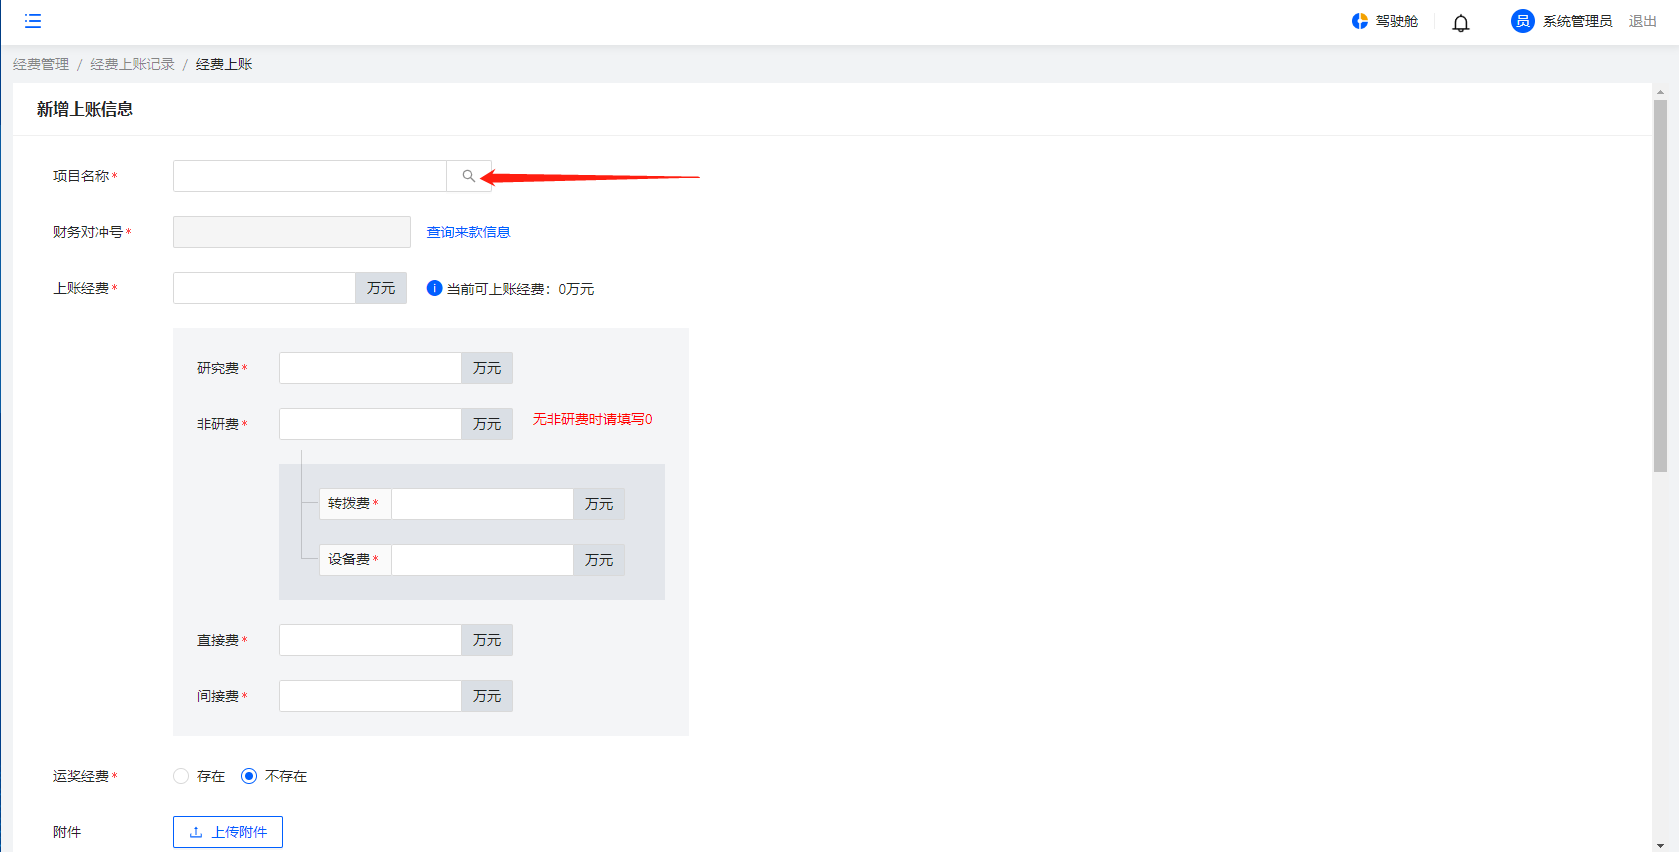 驾驶舱 员 系统管理员 退出
经费管理 / 经费上账记录 / 经费上账
新增上账信息
项目名称*
财务对冲号* 查询来款信息
上账经费* 万元 当前可上账经费：0万元
研究费* 万元
非研费* 万元 无非研费时请填写0
转拨费* 万元
设备费* 万元
直接费* 万元
间接费* 万元
运奖经费* 存在 不存在
附件 上传附件